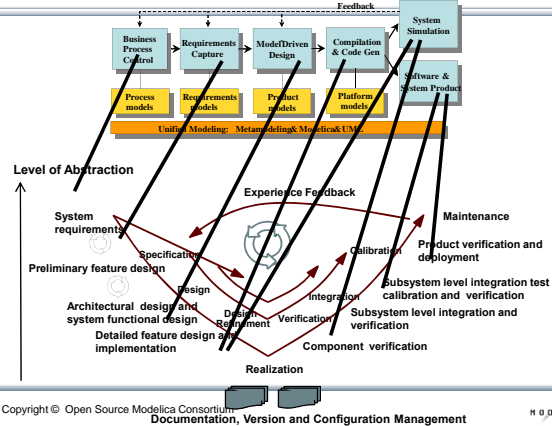 Feedback
System
Simulation
Business
Process
Control
Requirements
Capture
ModelDriven
Design
Compilation
& Code Gen
Software &
System Product
Process
models
Requirements
models
Product
models
Platform
models
Unified Modeling: Metamodeling& Modelica& UML
Level of Abstraction
Experience Feedback
System
requirements
Maintenance
Specification
Calibration
Product verification and
deployment
Preliminary feature design
Design
Integration
Subsystem level integration test
calibration and verification
Architectural design and
system functional design
Design
Refinement
Verification
Subsystem level integration and
verification
Detailed feature design and
implementation
Component verification
Realization
Copyright © Open Source Modelica Consortium
Documentation, Version and Configuration Management